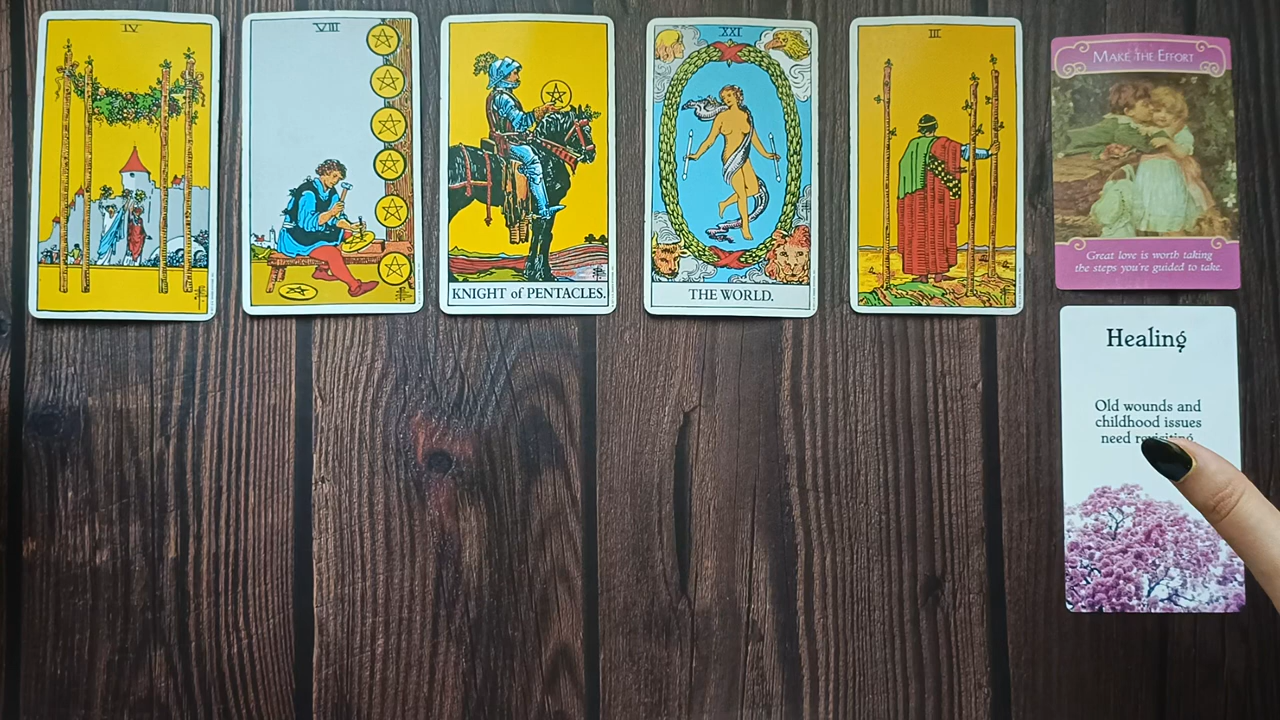 IV
VIII
KNIGHT of PENTACLES.
XXI
THE WORLD.
III
MAKE THE EFFORT
Great love is worth taking
the steps you're guided to take.
Healing
Old wounds and
childhood issues
need revisiting